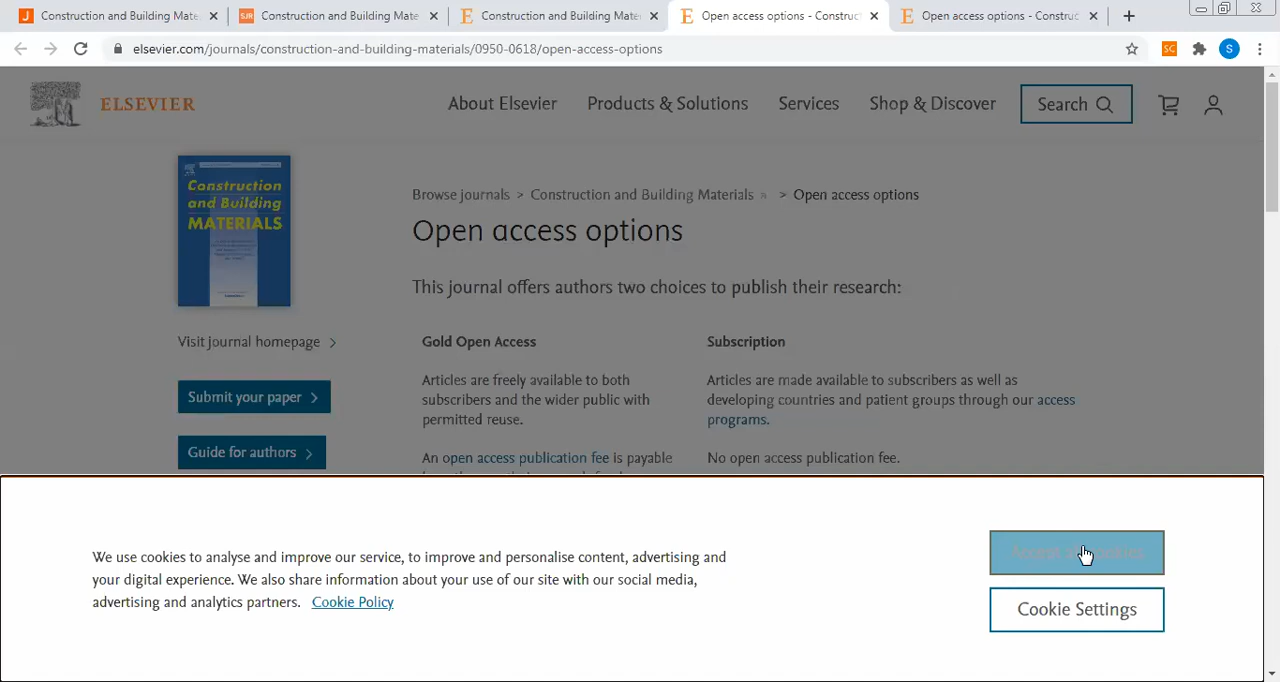 Construction and Building Mate
Construction and Building Mate
Construction and Building Mate
Open access options - Construct
Open access options - Construc
elsevier.com/journals/construction-and-building-materials/0950-0618/open-access-options
SC
S
ELSEVIER
About Elsevier
Products & Solutions
Services
Shop & Discover
Search
Construction
and Building
MATERIALS
Browse journals > Construction and Building Materials » > Open access options
Open access options
This journal offers authors two choices to publish their research:
Visit journal homepage >
Submit your paper >
Guide for authors >
Gold Open Access
Articles are freely available to both
subscribers and the wider public with
permitted reuse.
An open access publication fee is payable
Subscription
Articles are made available to subscribers as well as
developing countries and patient groups through our access
programs.
No open access publication fee.
We use cookies to analyse and improve our service, to improve and personalise content, advertising and
your digital experience. We also share information about your use of our site with our social media,
advertising and analytics partners. Cookie Policy
Accept
Cookie Settings